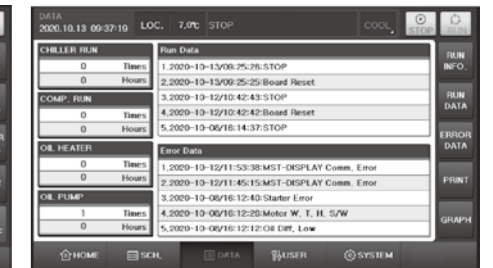 DATA
2020.10.13 09:37:19 LOC. 7.0℃ STOP COOL STOP RUN
CHILLER RUN
0 Times
0 Hours
COMP. RUN
0 Times
0 Hours
OIL HEATER
0 Times
0 Hours
OIL PUMP
1 Times
0 Hours
Run Data
1.2020-10-13/09:25:26:STOP
2.2020-10-13/09:25:25:Board Reset
3.2020-10-12/10:42:43:STOP
4.2020-10-12/10:42:42:Board Reset
5.2020-10-08/16:14:37:STOP
Error Data
1.2020-10-12/11:53:38:MST-DISPLAY Comm. Error
2.2020-10-12/11:45:15:MST-DISPLAY Comm. Error
3.2020-10-08/16:12:40:Starter Error
4.2020-10-08/16:12:28:Motor W. T. H. S/W
5.2020-10-08/16:12:12:Oil Diff. Low
RUN
INFO.
RUN
DATA
ERROR
DATA
PRINT
GRAPH
HOME SCH. DATA USER SYSTEM